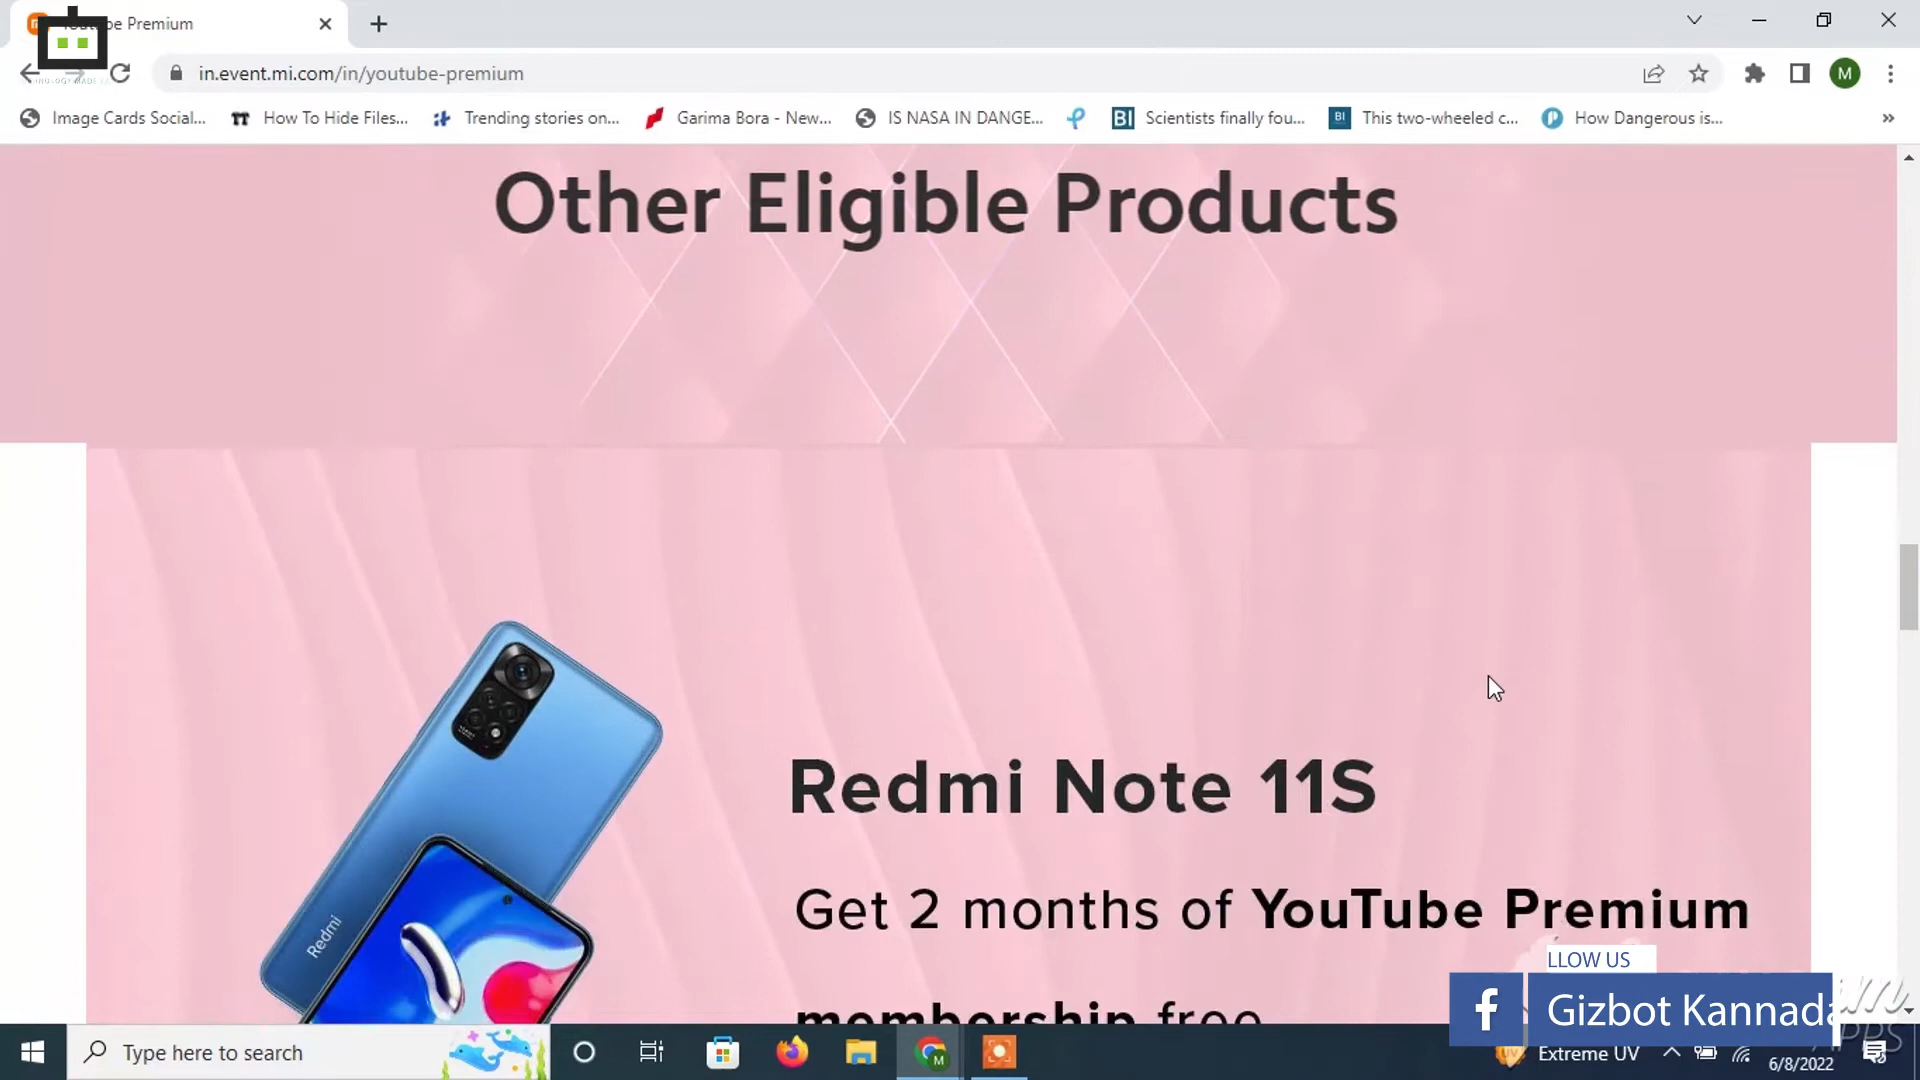 Youtube Premium
in.event.mi.com/in/youtube-premium
M
Image Cards Social...
How To Hide Files...
Trending stories on...
Garima Bora - New...
IS NASA IN DANGE...
BI
Scientists finally fou...
BI
This two-wheeled c...
How Dangerous is...
Other Eligible Products
Redmi Note 11S
Get 2 months of YouTube Premium
membership free
Redmi
LLOW US
Gizbot Kannada
Type here to search
Extreme UV
6/8/2022